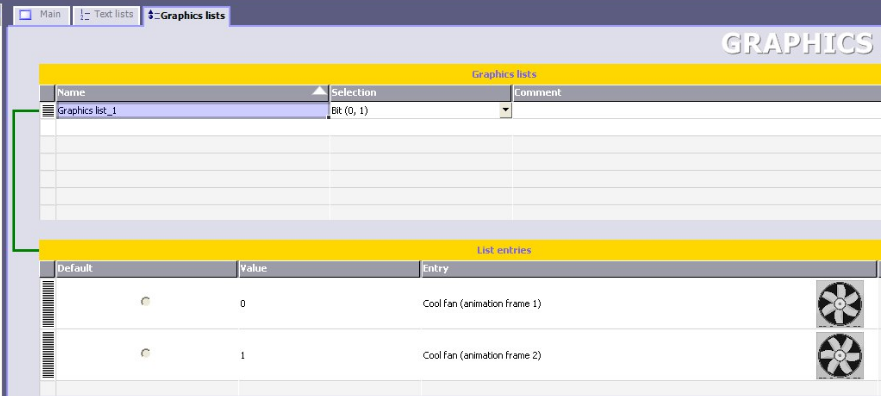 Main
Text lists
Graphics lists
GRAPHICS
Graphics lists
Name Selection Comment
Graphics list_1 Bit (0, 1)
List entries
Default Value Entry
0 Cool fan (animation frame 1)
1 Cool fan (animation frame 2)